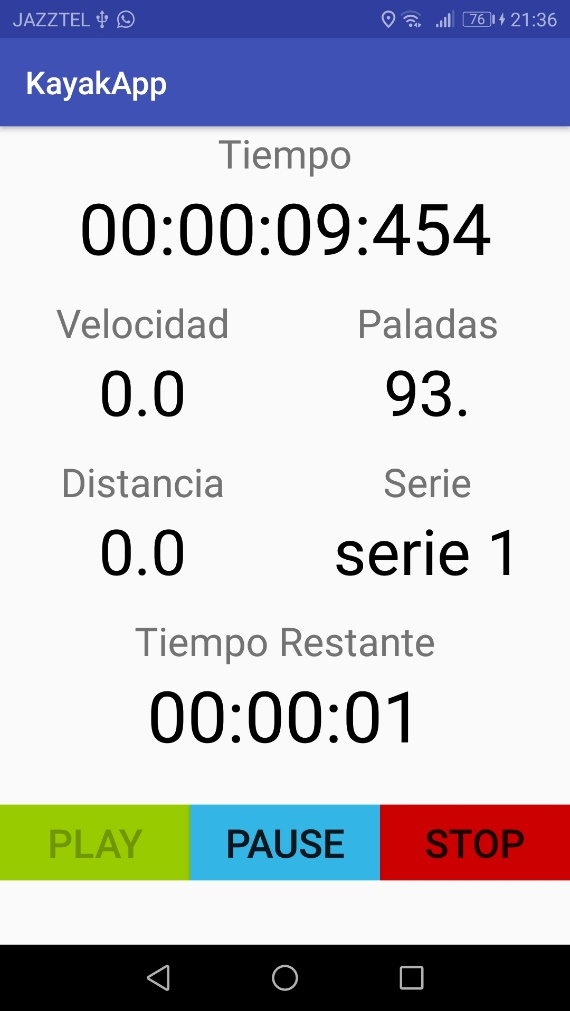 JAZZTEL 76 21:36
KayakApp
Tiempo
00:00:09:454
Velocidad Paladas
0.0 93.
Distancia Serie
0.0 serie 1
Tiempo Restante
00:00:01
PLAY PAUSE STOP